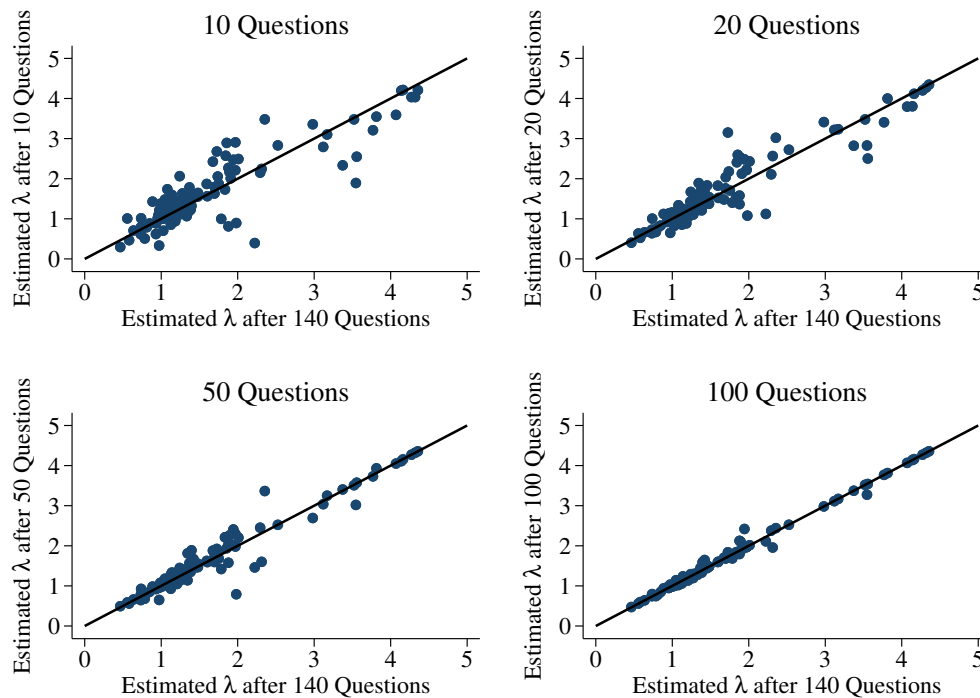 10 Questions
Estimated λ after 10 Questions
5
4
3
2
1
0
0 1 2 3 4 5
Estimated λ after 140 Questions
20 Questions
Estimated λ after 20 Questions
5
4
3
2
1
0
0 1 2 3 4 5
Estimated λ after 140 Questions
50 Questions
Estimated λ after 50 Questions
5
4
3
2
1
0
0 1 2 3 4 5
Estimated λ after 140 Questions
100 Questions
Estimated λ after 100 Questions
5
4
3
2
1
0
0 1 2 3 4 5
Estimated λ after 140 Questions